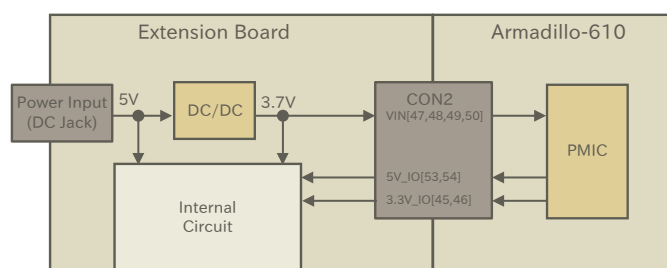 Extension Board
Armadillo-610
Power Input
(DC Jack)
5V
DC/DC
3.7V
CON2
VIN[47,48,49,50]
PMIC
5V_IO[53,54]
3.3V_IO[45,46]
Internal
Circuit